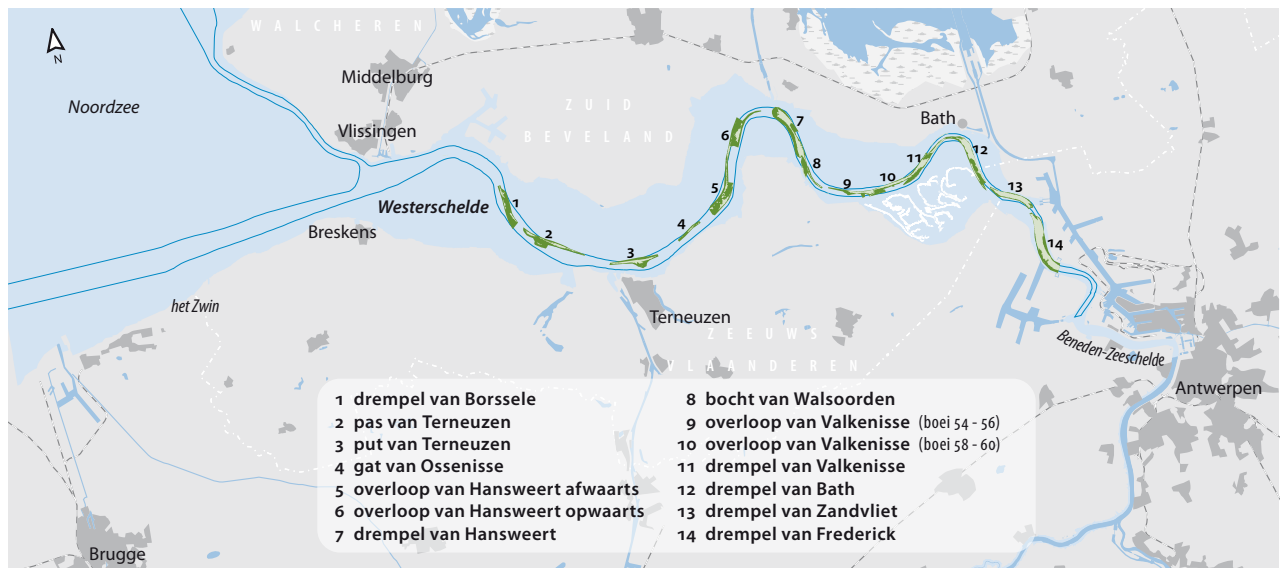 WALCHEREN
N
Middelburg
Noordzee
ZUID
BEVELAND
Vlissingen
Bath
6
7
8
9
10
11
12
13
14
5
4
3
2
1
Westerschelde
Breskens
het Zwin
Terneuzen
ZEEUWS
VLAANDEREN
Beneden-Zeeschelde
Antwerpen
Brugge
1 drempel van Borssele
2 pas van Terneuzen
3 put van Terneuzen
4 gat van Ossenisse
5 overloop van Hansweert afwaarts
6 overloop van Hansweert opwaarts
7 drempel van Hansweert
8 bocht van Walsoorden
9 overloop van Valkenisse (boei 54 - 56)
10 overloop van Valkenisse (boei 58 - 60)
11 drempel van Valkenisse
12 drempel van Bath
13 drempel van Zandvliet
14 drempel van Frederick